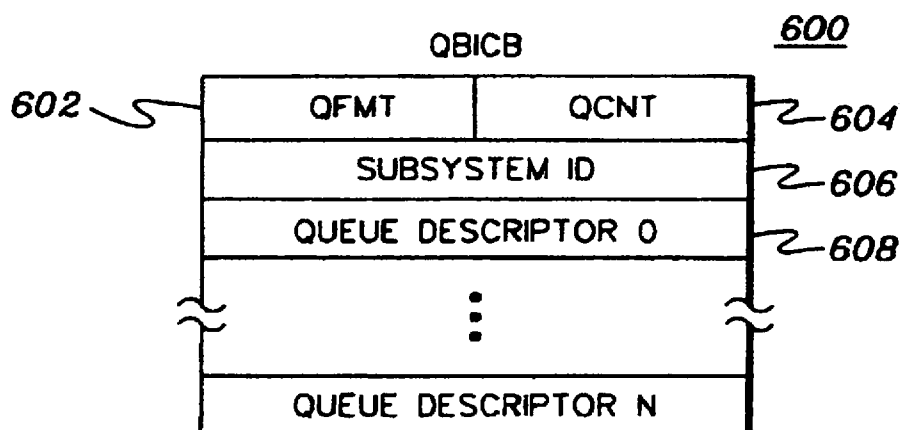 600
QBICB
602 QFMT QCNT 604
SUBSYSTEM ID 606
QUEUE DESCRIPTOR 0 608
QUEUE DESCRIPTOR N